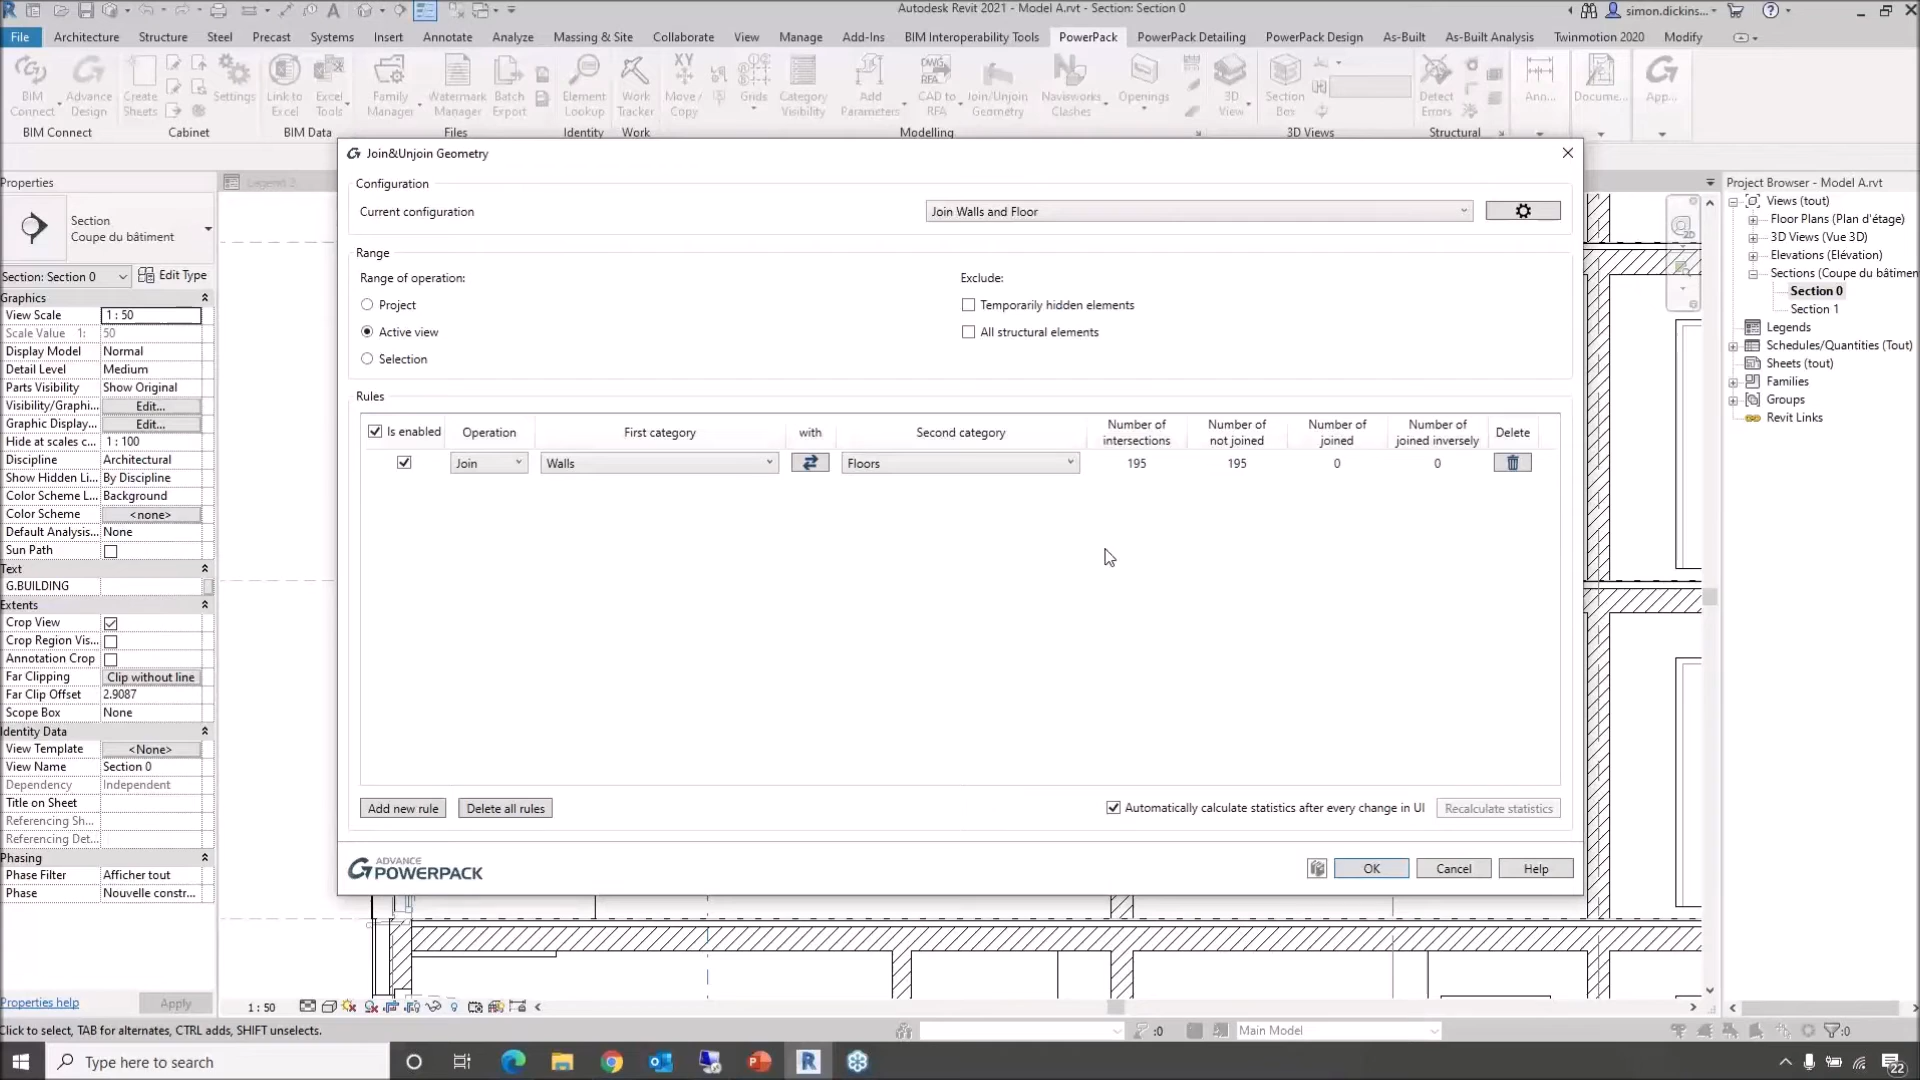 Autodesk Revit 2021 - Model A.rvt - Section: Section 0
simon.dickins...
File Architecture Structure Steel Precast Systems Insert Annotate Analyze Massing & Site Collaborate View Manage Add-Ins BIM Interoperability Tools PowerPack PowerPack Detailing PowerPack Design As-Built As-Built Analysis Twinmotion 2020 Modify
BIM Connect
Advance Design
Create Sheets
Settings
Link to Excel
Excel Tools
Family Manager
Watermark Manager
Batch Export
Element Lookup
Work Tracker
Move / Copy
Grids
Category Visibility
Add Parameters
CAD to RFA
Join/Unjoin Geometry
Navisworks Clashes
Openings
3D View
Section Box
Detect Errors
Ann...
Docume...
App...
BIM Connect Cabinet BIM Data Files Identity Work Modelling 3D Views Structural
Join&Unjoin Geometry
Configuration
Current configuration
Join Walls and Floor
Range
Range of operation:
Project
Active view
Selection
Exclude:
Temporarily hidden elements
All structural elements
Rules
Is enabled Operation First category with Second category Number of intersections Number of not joined Number of joined Number of joined inversely Delete
Join Walls Floors 195 195 0 0
Add new rule Delete all rules
Automatically calculate statistics after every change in UI Recalculate statistics
ADVANCE
POWERPACK
OK Cancel Help
Properties
Legend 2
Section
Coupe du bâtiment
Section: Section 0 Edit Type
Graphics
View Scale 1 : 50
Scale Value 1: 50
Display Model Normal
Detail Level Medium
Parts Visibility Show Original
Visibility/Graphi... Edit...
Graphic Display... Edit...
Hide at scales c... 1 : 100
Discipline Architectural
Show Hidden Li... By Discipline
Color Scheme L... Background
Color Scheme <none>
Default Analysis... None
Sun Path
Text
G.BUILDING
Extents
Crop View
Crop Region Vis...
Annotation Crop
Far Clipping Clip without line
Far Clip Offset 2.9087
Scope Box None
Identity Data
View Template <None>
View Name Section 0
Dependency Independent
Title on Sheet
Referencing Sh...
Referencing Det...
Phasing
Phase Filter Afficher tout
Phase Nouvelle constr...
Properties help Apply
Project Browser - Model A.rvt
Views (tout)
Floor Plans (Plan d'étage)
3D Views (Vue 3D)
Elevations (Elévation)
Sections (Coupe du bâtimen
Section 0
Section 1
Legends
Schedules/Quantities (Tout)
Sheets (tout)
Families
Groups
Revit Links
2D
1 : 50
Click to select, TAB for alternates, CTRL adds, SHIFT unselects.
:0
Main Model
:0
Type here to search
22